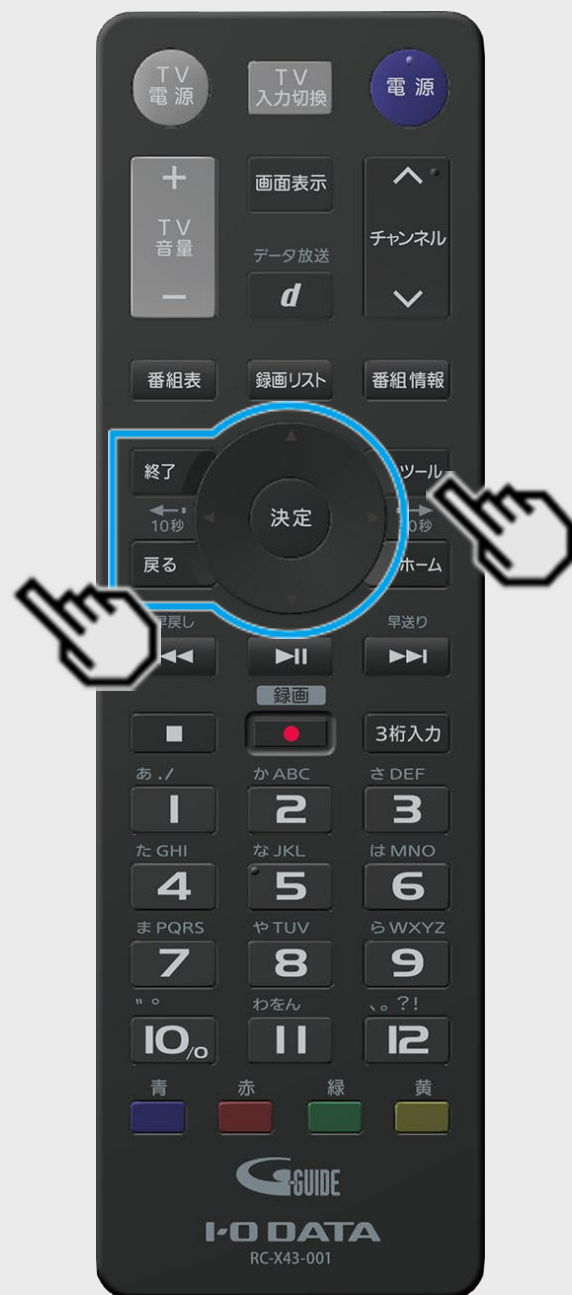 TV
電源
TV
入力切換
電源
＋
TV
音量
－
画面表示
データ放送
d
チャンネル
番組表
録画リスト
番組情報
終了
ツール
10秒
決定
0秒
戻る
ホーム
早戻し
早送り
録画
3桁入力
あ./
か ABC
さ DEF
1
2
3
た GHI
な JKL
は MNO
4
5
6
ま PQRS
や TUV
ら WXYZ
7
8
9
゛゜
わをん
、。?!
10/0
11
12
青
赤
緑
黄
G-GUIDE
I-O DATA
RC-X43-001